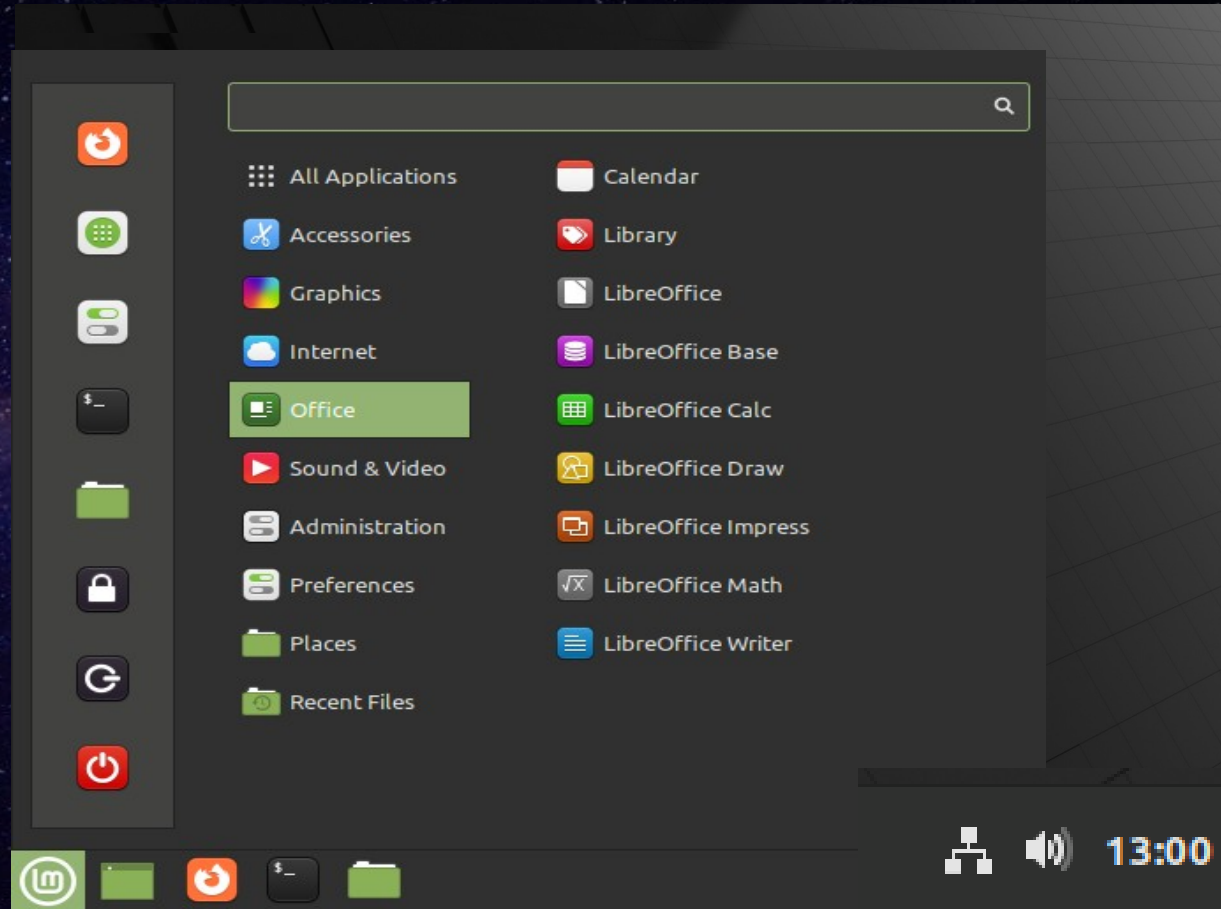 All Applications
Accessories
Graphics
Internet
Office
Sound & Video
Administration
Preferences
Places
Recent Files
Calendar
Library
LibreOffice
LibreOffice Base
LibreOffice Calc
LibreOffice Draw
LibreOffice Impress
LibreOffice Math
LibreOffice Writer
13:00